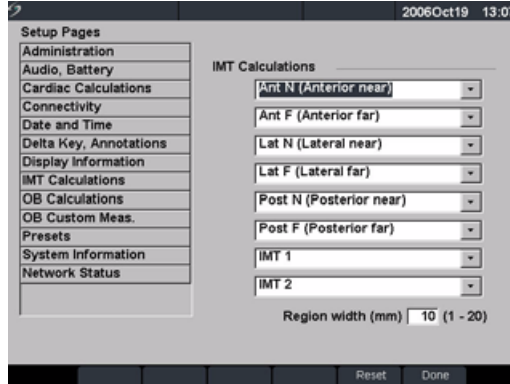 2006Oct19 13:07
Setup Pages
Administration
Audio, Battery
Cardiac Calculations
Connectivity
Date and Time
Delta Key, Annotations
Display Information
IMT Calculations
OB Calculations
OB Custom Meas.
Presets
System Information
Network Status
IMT Calculations
Ant N (Anterior near)
Ant F (Anterior far)
Lat N (Lateral near)
Lat F (Lateral far)
Post N (Posterior near)
Post F (Posterior far)
IMT 1
IMT 2
Region width (mm) 10 (1 - 20)
Reset Done